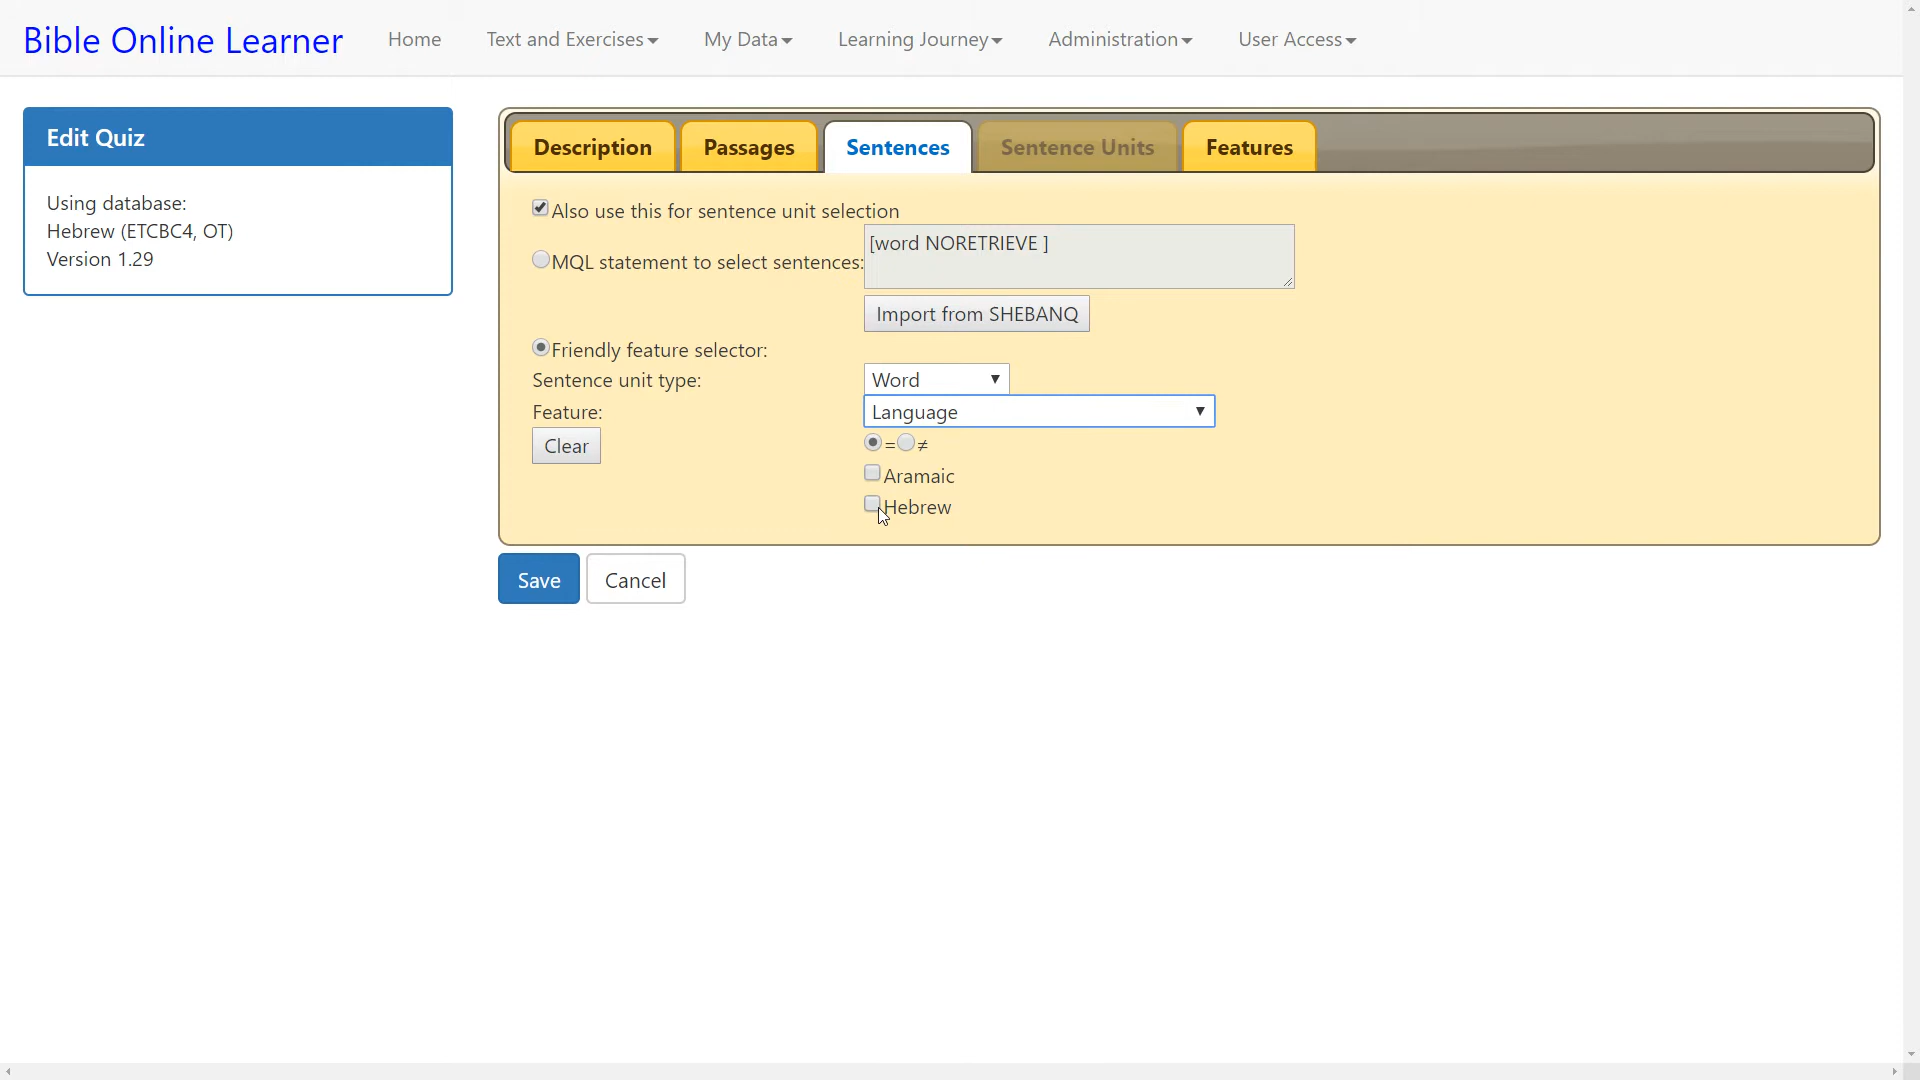 Bible Online Learner Home Text and Exercises My Data Learning Journey Administration User Access
Edit Quiz
Using database:
Hebrew (ETCBC4, OT)
Version 1.29
Description Passages Sentences Sentence Units Features
Also use this for sentence unit selection
MQL statement to select sentences: [word NORETRIEVE ]
Import from SHEBANQ
Friendly feature selector:
Sentence unit type: Word
Feature: Language
Clear = ≠
Aramaic
Hebrew
Save Cancel